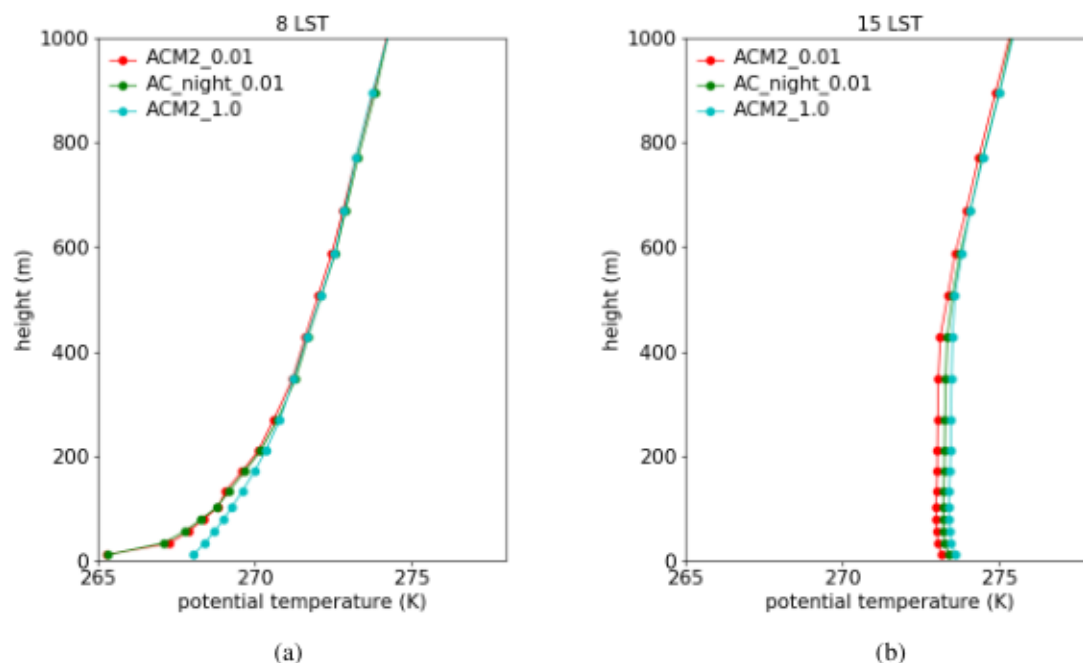 8 LST
1000
800
600
400
200
0
height (m)
ACM2_0.01
AC_night_0.01
ACM2_1.0
265 270 275
potential temperature (K)
(a)
15 LST
1000
800
600
400
200
0
height (m)
ACM2_0.01
AC_night_0.01
ACM2_1.0
265 270 275
potential temperature (K)
(b)